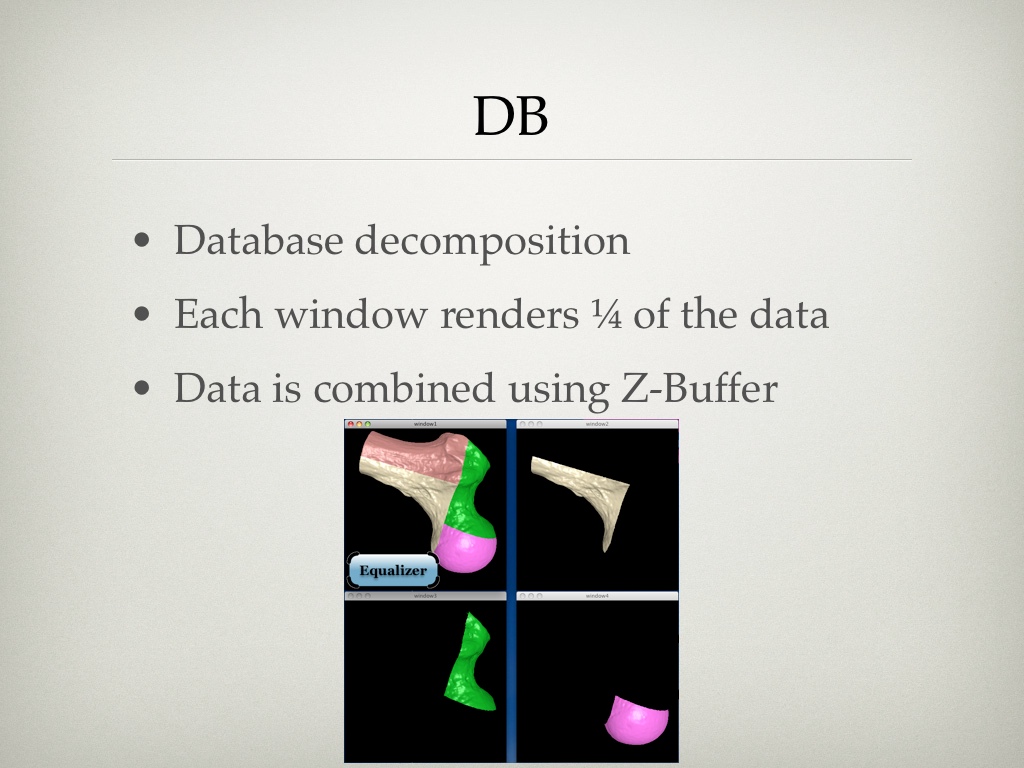 DB
• Database decomposition
• Each window renders ¼ of the data
• Data is combined using Z-Buffer
window1
window2
Equalizer
window3
window4